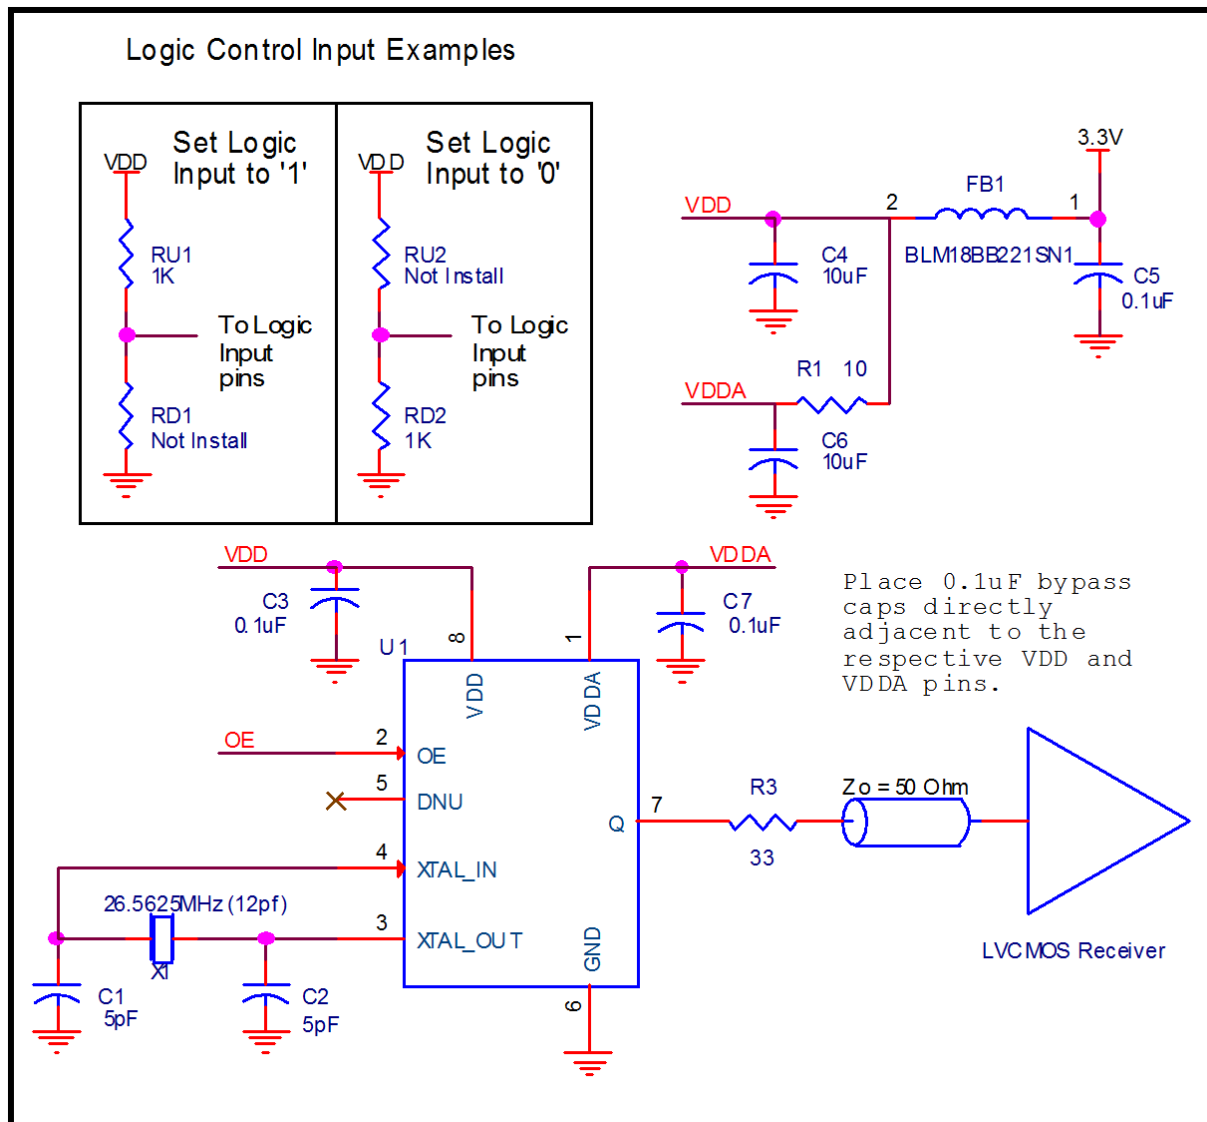 Logic Control Input Examples
Set Logic
Input to '1'
VDD
RU1
1K
To Logic
Input
pins
RD1
Not Install
Set Logic
Input to '0'
VDD
RU2
Not Install
To Logic
Input
pins
RD2
1K
3.3V
VDD
2
FB1
1
BLM18BB221SN1
C4
10uF
C5
0.1uF
R1 10
VDDA
C6
10uF
VDD
C3
0.1uF
VDDA
C7
0.1uF
Place 0.1uF bypass
caps directly
adjacent to the
respective VDD and
VDDA pins.
U1
8
VDD
1
VDDA
OE
2
OE
5
DNU
4
XTAL_IN
26.5625MHz (12pf)
X1
3
XTAL_OUT
C1
5pF
C2
5pF
GND
6
Q
7
R3
33
Zo = 50 Ohm
LVCMOS Receiver